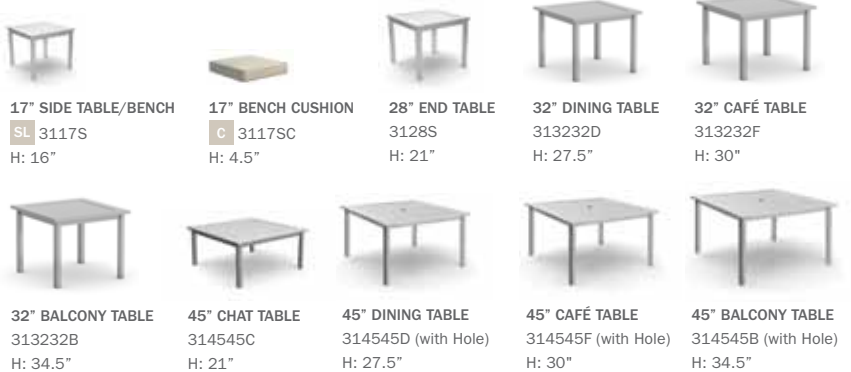 17” SIDE TABLE/BENCH
SL 3117S
H: 16”
17” BENCH CUSHION
C 3117SC
H: 4.5”
28” END TABLE
3128S
H: 21”
32” DINING TABLE
313232D
H: 27.5”
32” CAFÉ TABLE
313232F
H: 30"
32” BALCONY TABLE
313232B
H: 34.5”
45” CHAT TABLE
314545C
H: 21”
45” DINING TABLE
314545D (with Hole)
H: 27.5”
45” CAFÉ TABLE
314545F (with Hole)
H: 30"
45” BALCONY TABLE
314545B (with Hole)
H: 34.5”